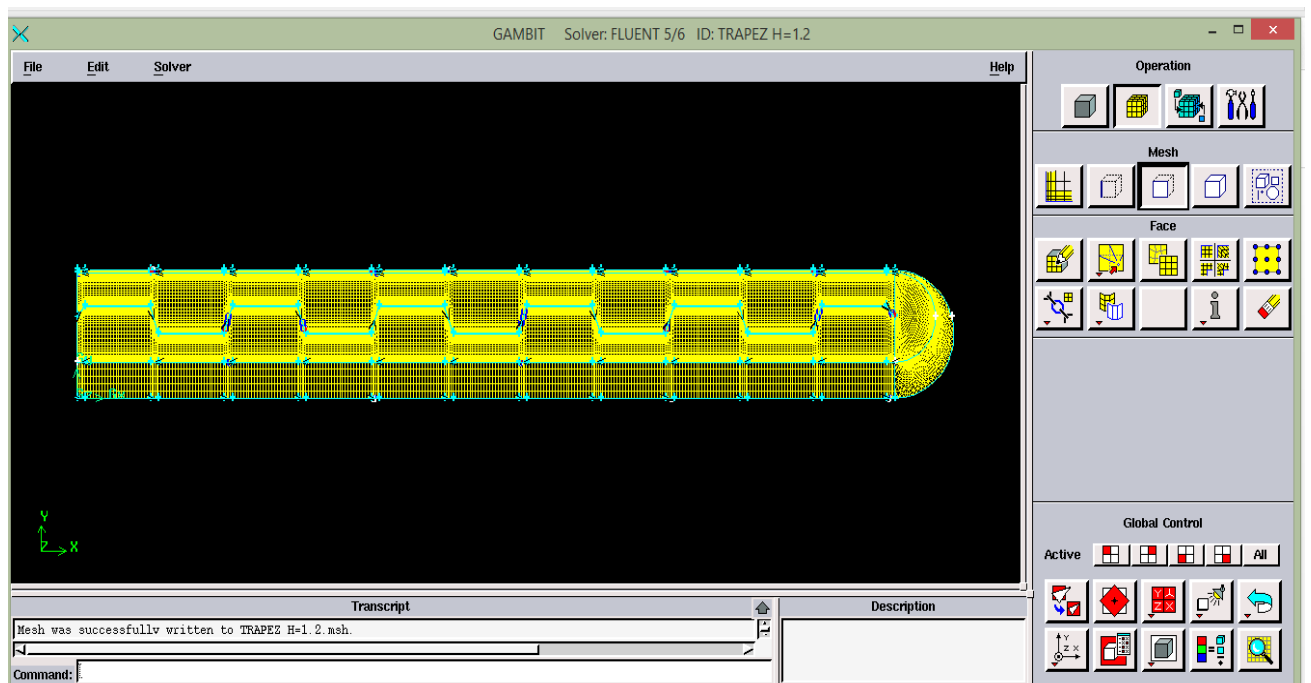 GAMBIT Solver: FLUENT 5/6 ID: TRAPEZ H=1.2
File Edit Solver Help
Operation
Mesh
Face
Y
Z X
Global Control
Active All
Transcript
Description
Mesh was successfully written to TRAPEZ H=1.2.msh.
Command: